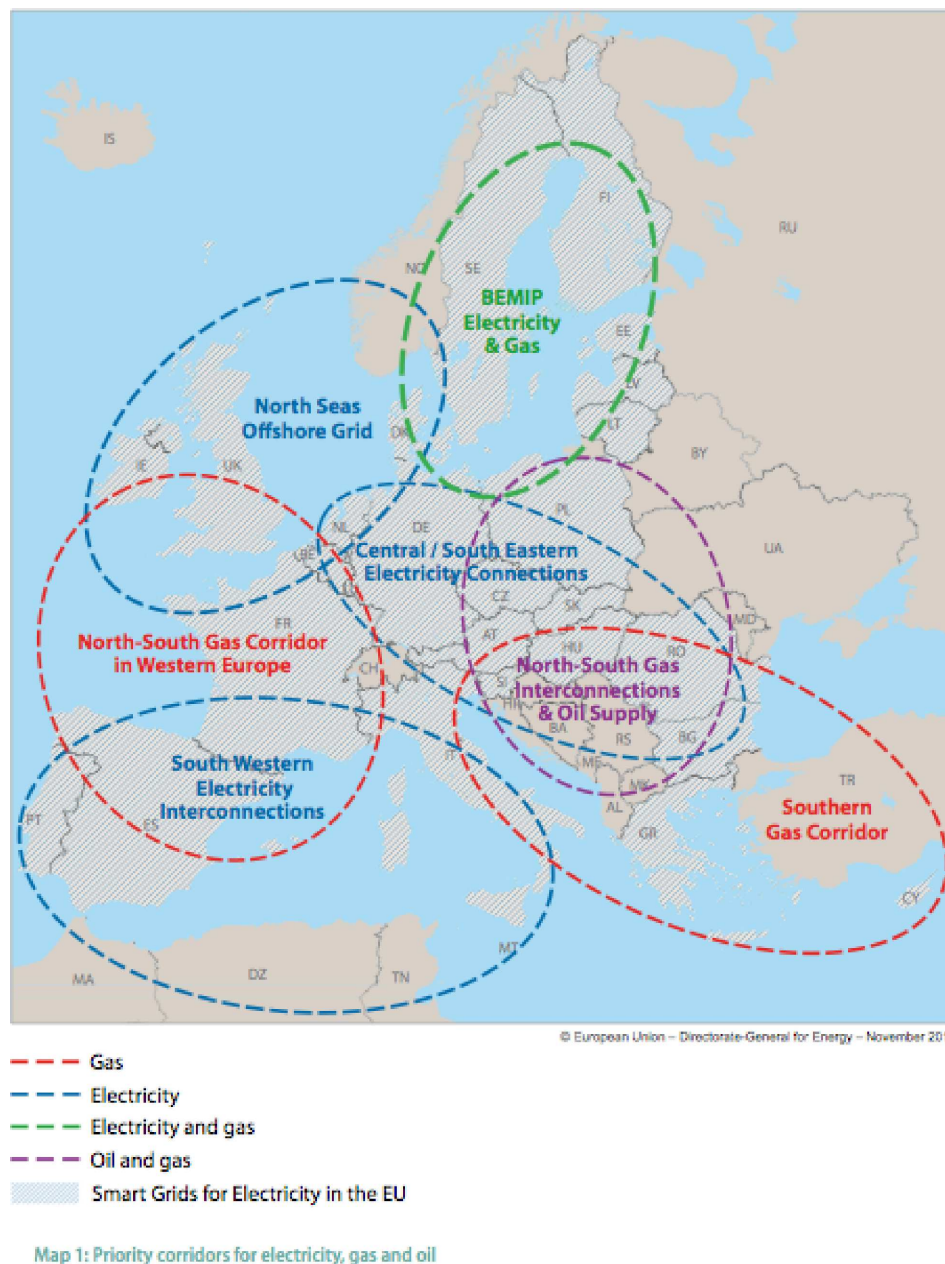 IS
FI
RU
NO
SE
BEMIP
Electricity
& Gas
EE
LV
North Seas
Offshore Grid
DK
LT
BY
IE
UK
PL
NL
DE
UA
BE
Central / South Eastern
Electricity Connections
CZ
SK
FR
MD
AT
HU
RO
North-South Gas Corridor
in Western Europe
CH
North-South Gas
Interconnections
& Oil Supply
SI
HR
BA
RS
BG
IT
ME
MK
South Western
Electricity
Interconnections
TR
AL
Southern
Gas Corridor
PT
ES
GR
CY
MT
MA
DZ
TN
© European Union – Directorate-General for Energy – November 201
Gas
Electricity
Electricity and gas
Oil and gas
Smart Grids for Electricity in the EU
Map 1: Priority corridors for electricity, gas and oil